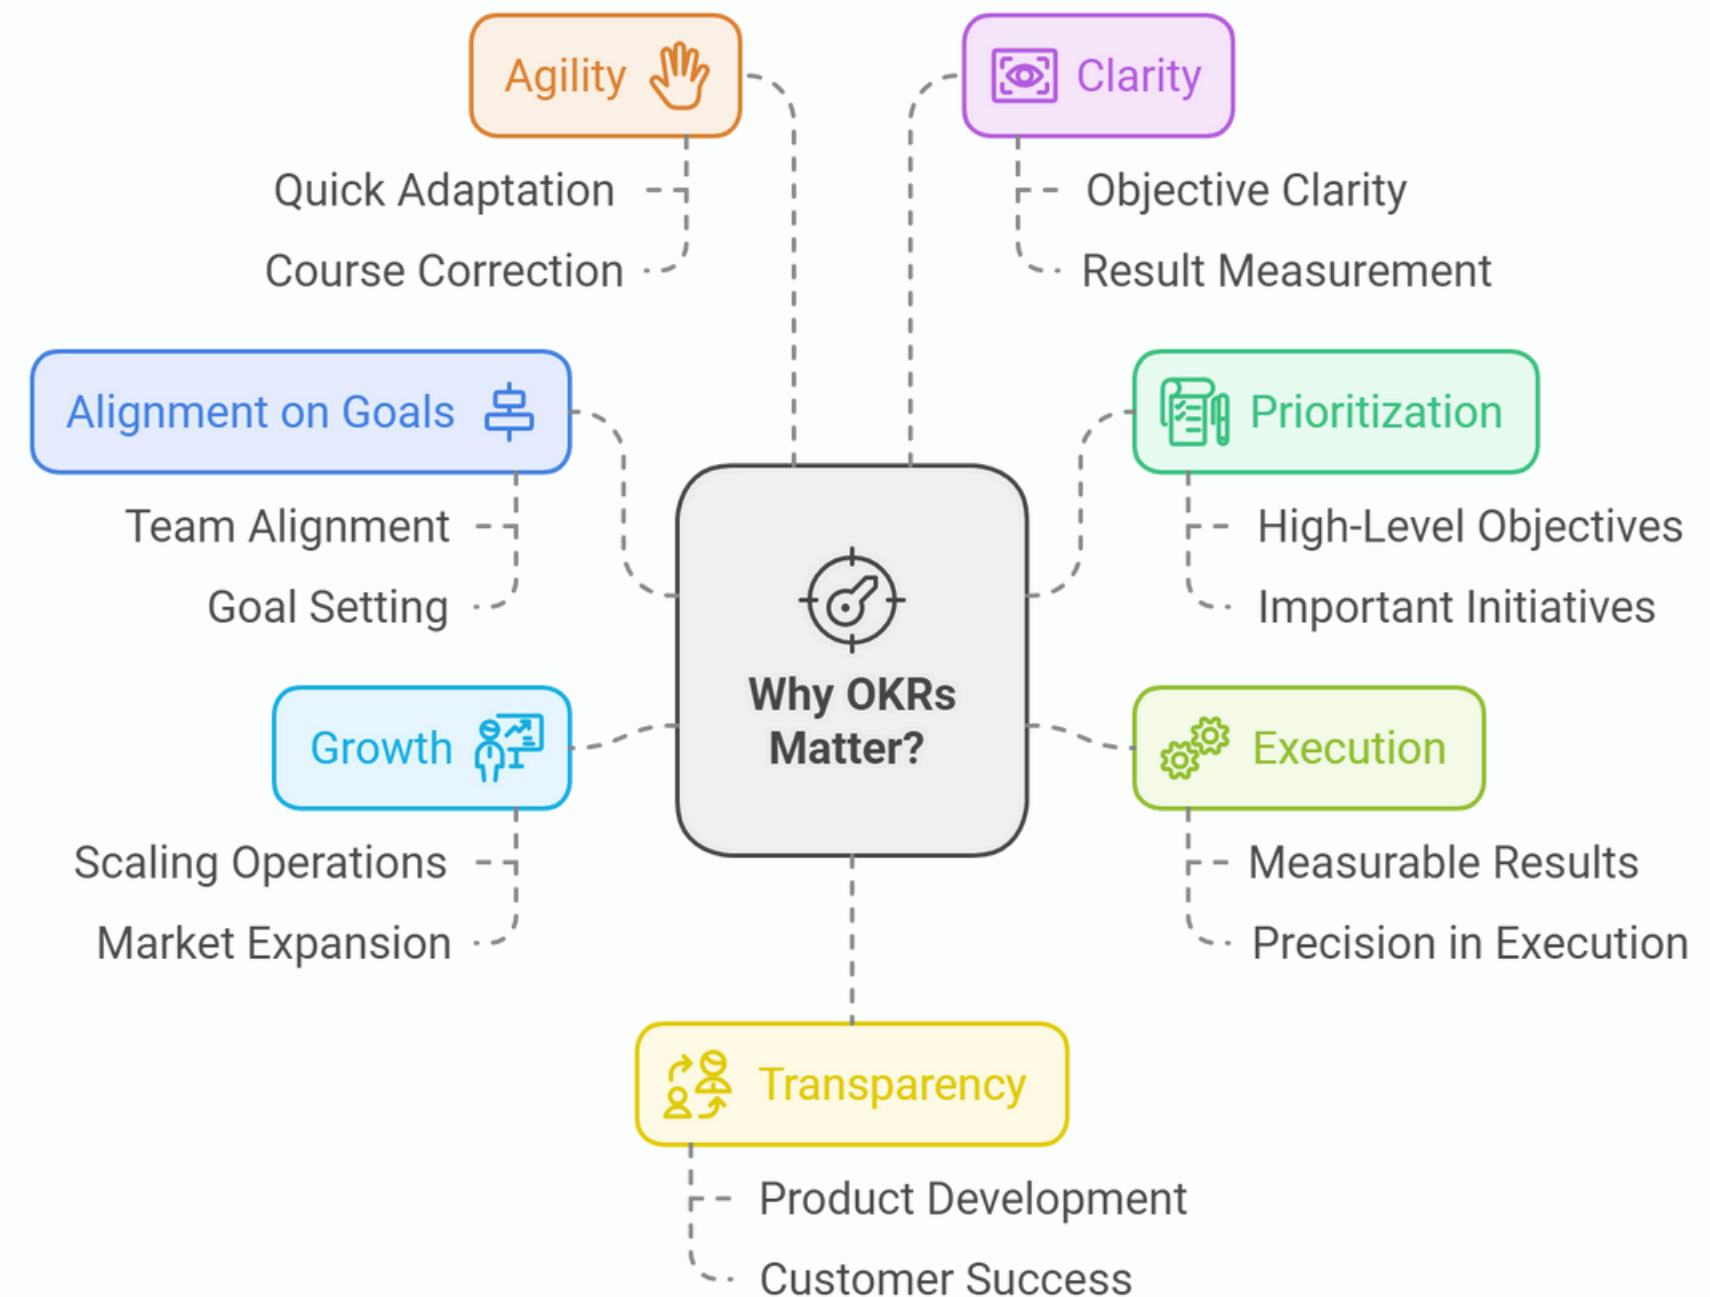 Agility
Quick Adaptation
Course Correction
Clarity
Objective Clarity
Result Measurement
Alignment on Goals
Team Alignment
Goal Setting
Prioritization
High-Level Objectives
Important Initiatives
Why OKRs
Matter?
Growth
Scaling Operations
Market Expansion
Execution
Measurable Results
Precision in Execution
Transparency
Product Development
Customer Success